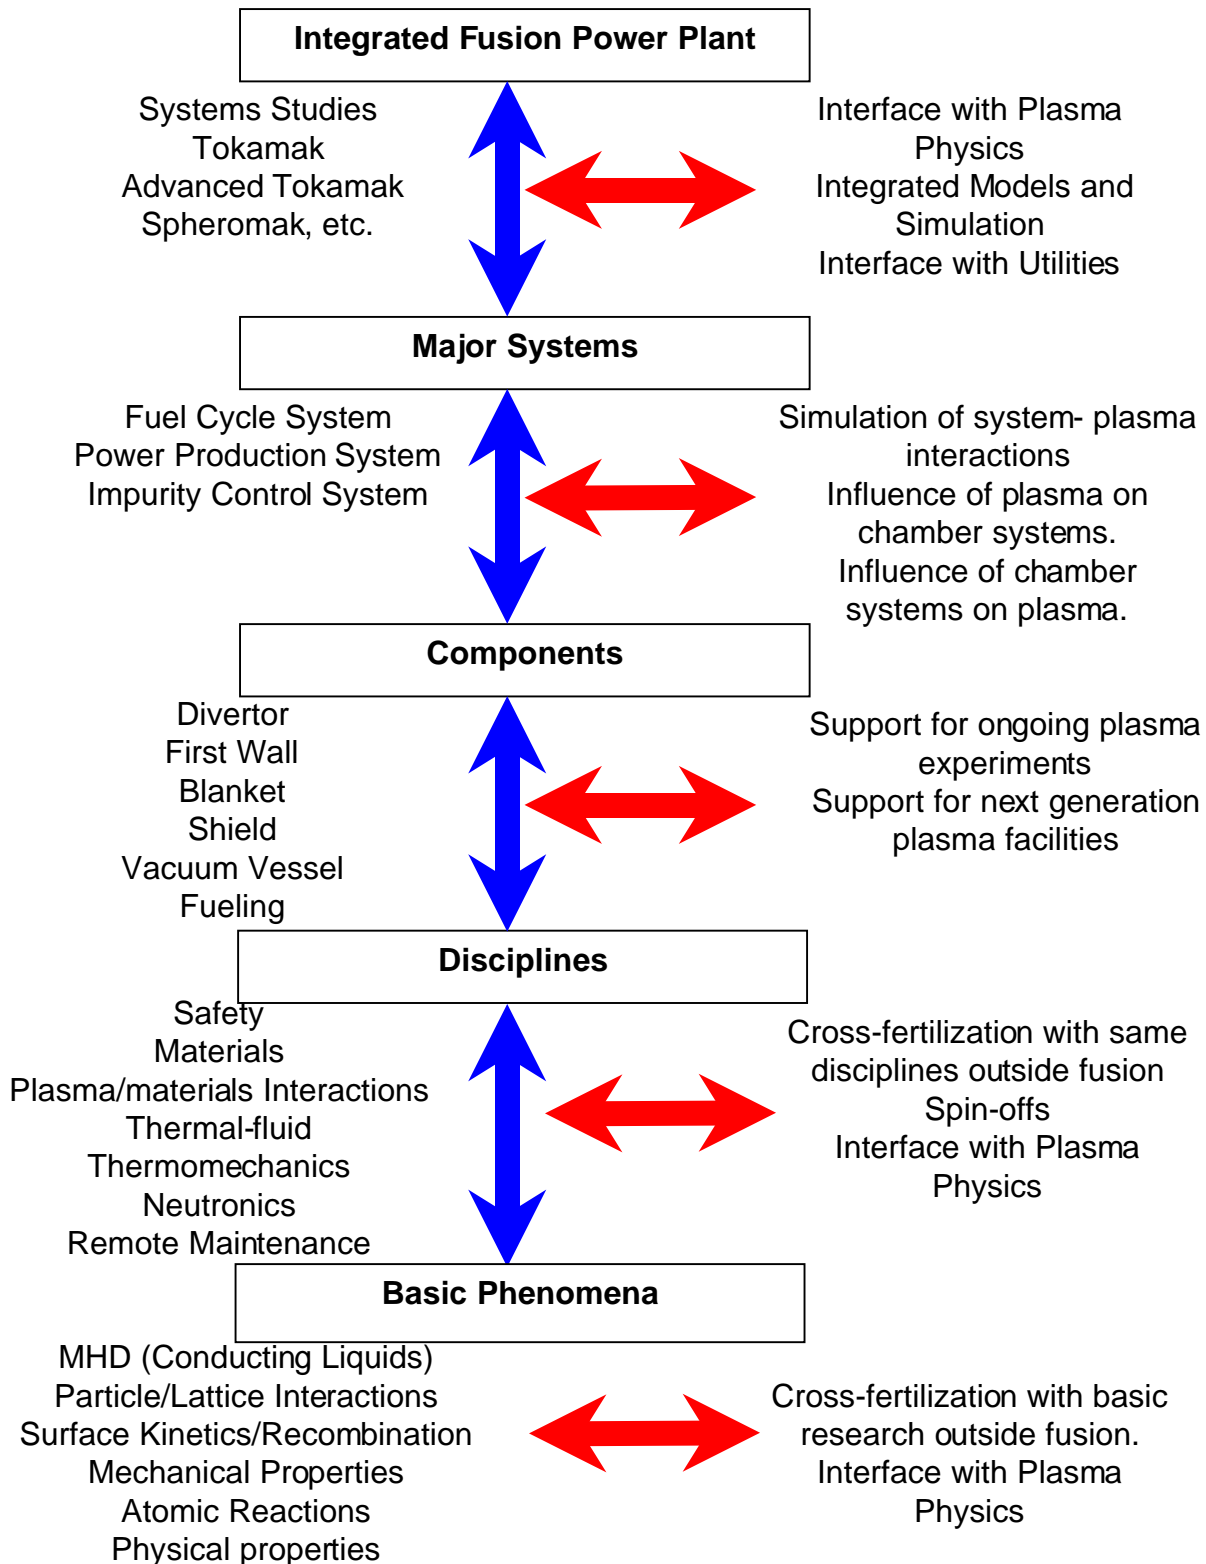 Integrated Fusion Power Plant
Systems Studies
Tokamak
Advanced Tokamak
Spheromak, etc.
Interface with Plasma
Physics
Integrated Models and
Simulation
Interface with Utilities
Major Systems
Fuel Cycle System
Power Production System
Impurity Control System
Simulation of system- plasma
interactions
Influence of plasma on
chamber systems.
Influence of chamber
systems on plasma.
Components
Divertor
First Wall
Blanket
Shield
Vacuum Vessel
Fueling
Support for ongoing plasma
experiments
Support for next generation
plasma facilities
Disciplines
Safety
Materials
Plasma/materials Interactions
Thermal-fluid
Thermomechanics
Neutronics
Remote Maintenance
Cross-fertilization with same
disciplines outside fusion
Spin-offs
Interface with Plasma
Physics
Basic Phenomena
MHD (Conducting Liquids)
Particle/Lattice Interactions
Surface Kinetics/Recombination
Mechanical Properties
Atomic Reactions
Physical properties
Cross-fertilization with basic
research outside fusion.
Interface with Plasma
Physics